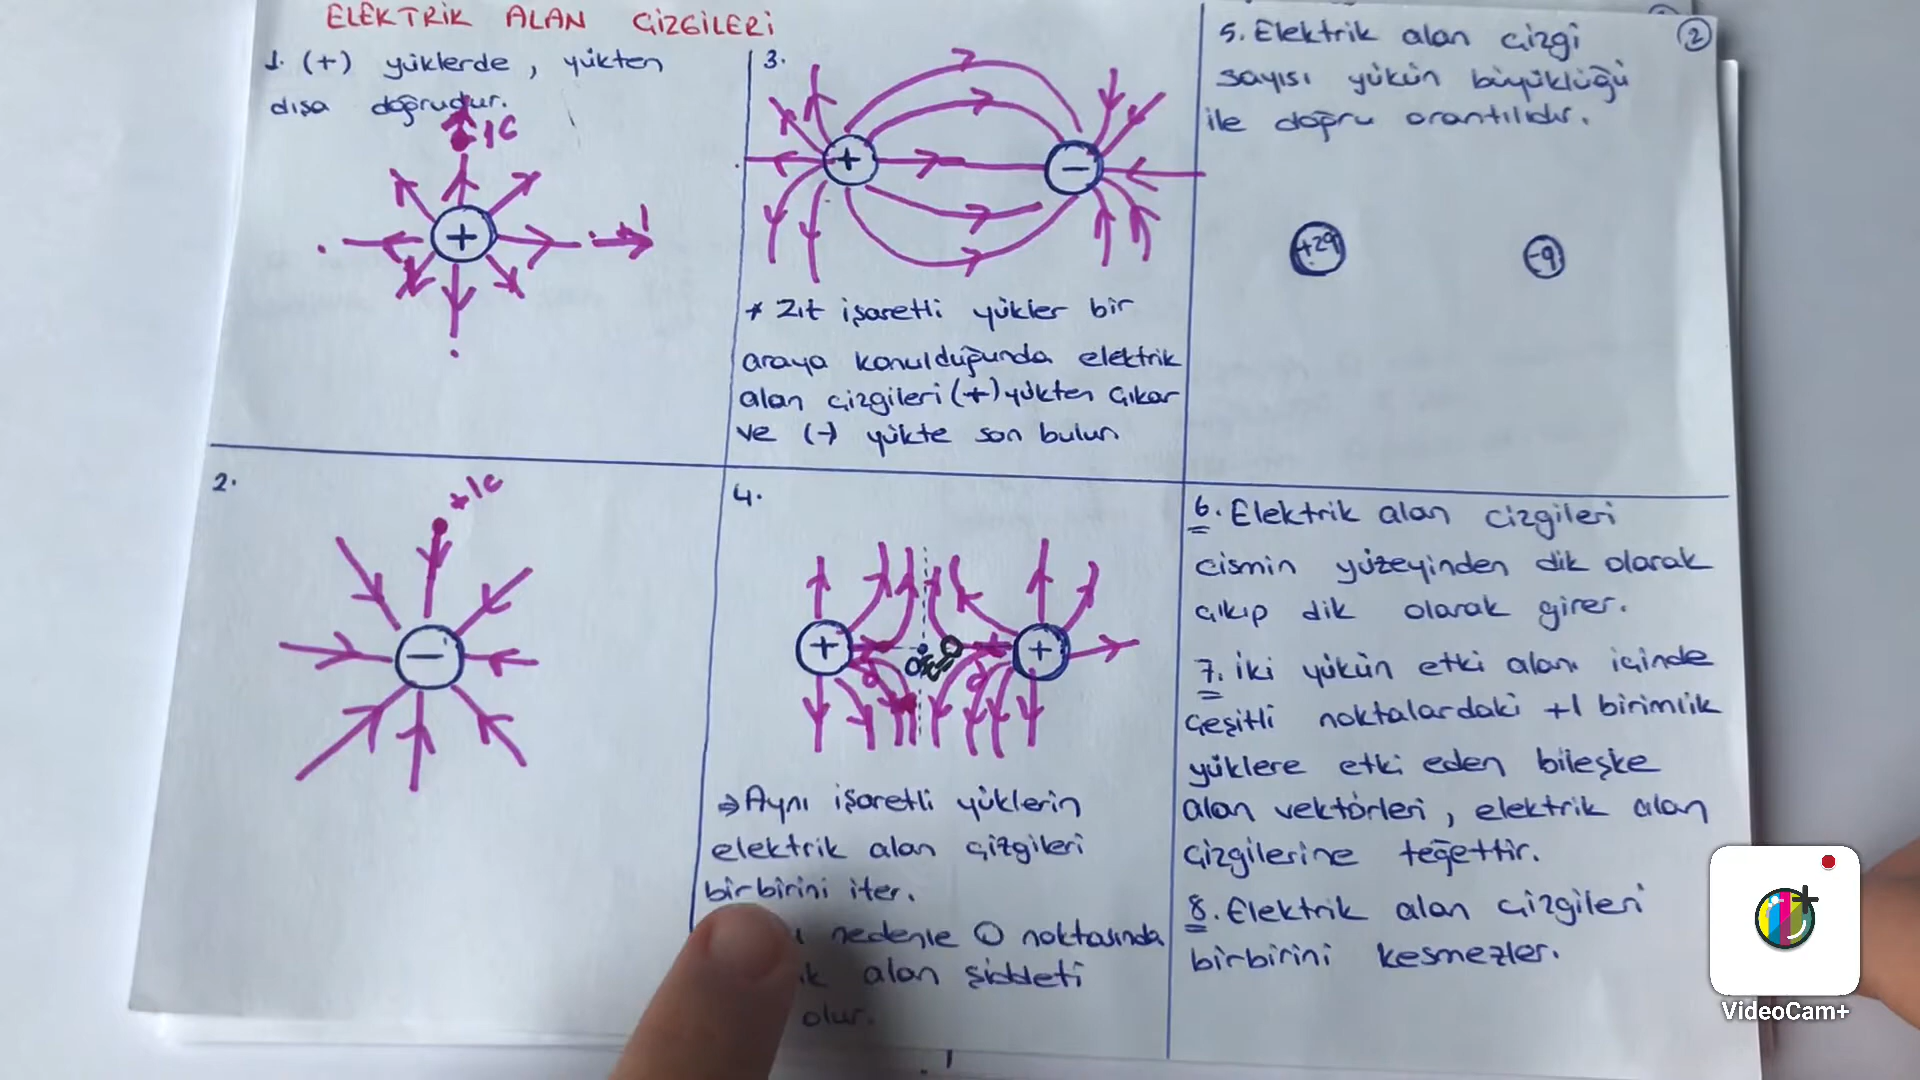 ELEKTRİK ALAN ÇİZGİLERİ
1. (+) yüklerde, yükten
dışa doğrudur.
1C
+
2.
+1C
−
3.
+
−
* Zıt işaretli yükler bir
araya konulduğunda elektrik
alan çizgileri (+) yükten çıkar
ve (-) yükte son bulur
4.
+
+
O
d
d
⇒ Aynı işaretli yüklerin
elektrik alan çizgileri
birbirini iter.
nedenle O noktasında
alan şiddeti
olur.
2
5. Elektrik alan çizgi
sayısı yükün büyüklüğü
ile doğru orantılıdır.
+2q
-q
6. Elektrik alan çizgileri
cismin yüzeyinden dik olarak
çıkıp dik olarak girer.
7. İki yükün etki alanı içinde
çeşitli noktalardaki +1 birimlik
yüklere etki eden bileşke
alan vektörleri, elektrik alan
çizgilerine teğettir.
8. Elektrik alan çizgileri
birbirini kesmezler.
VideoCam+